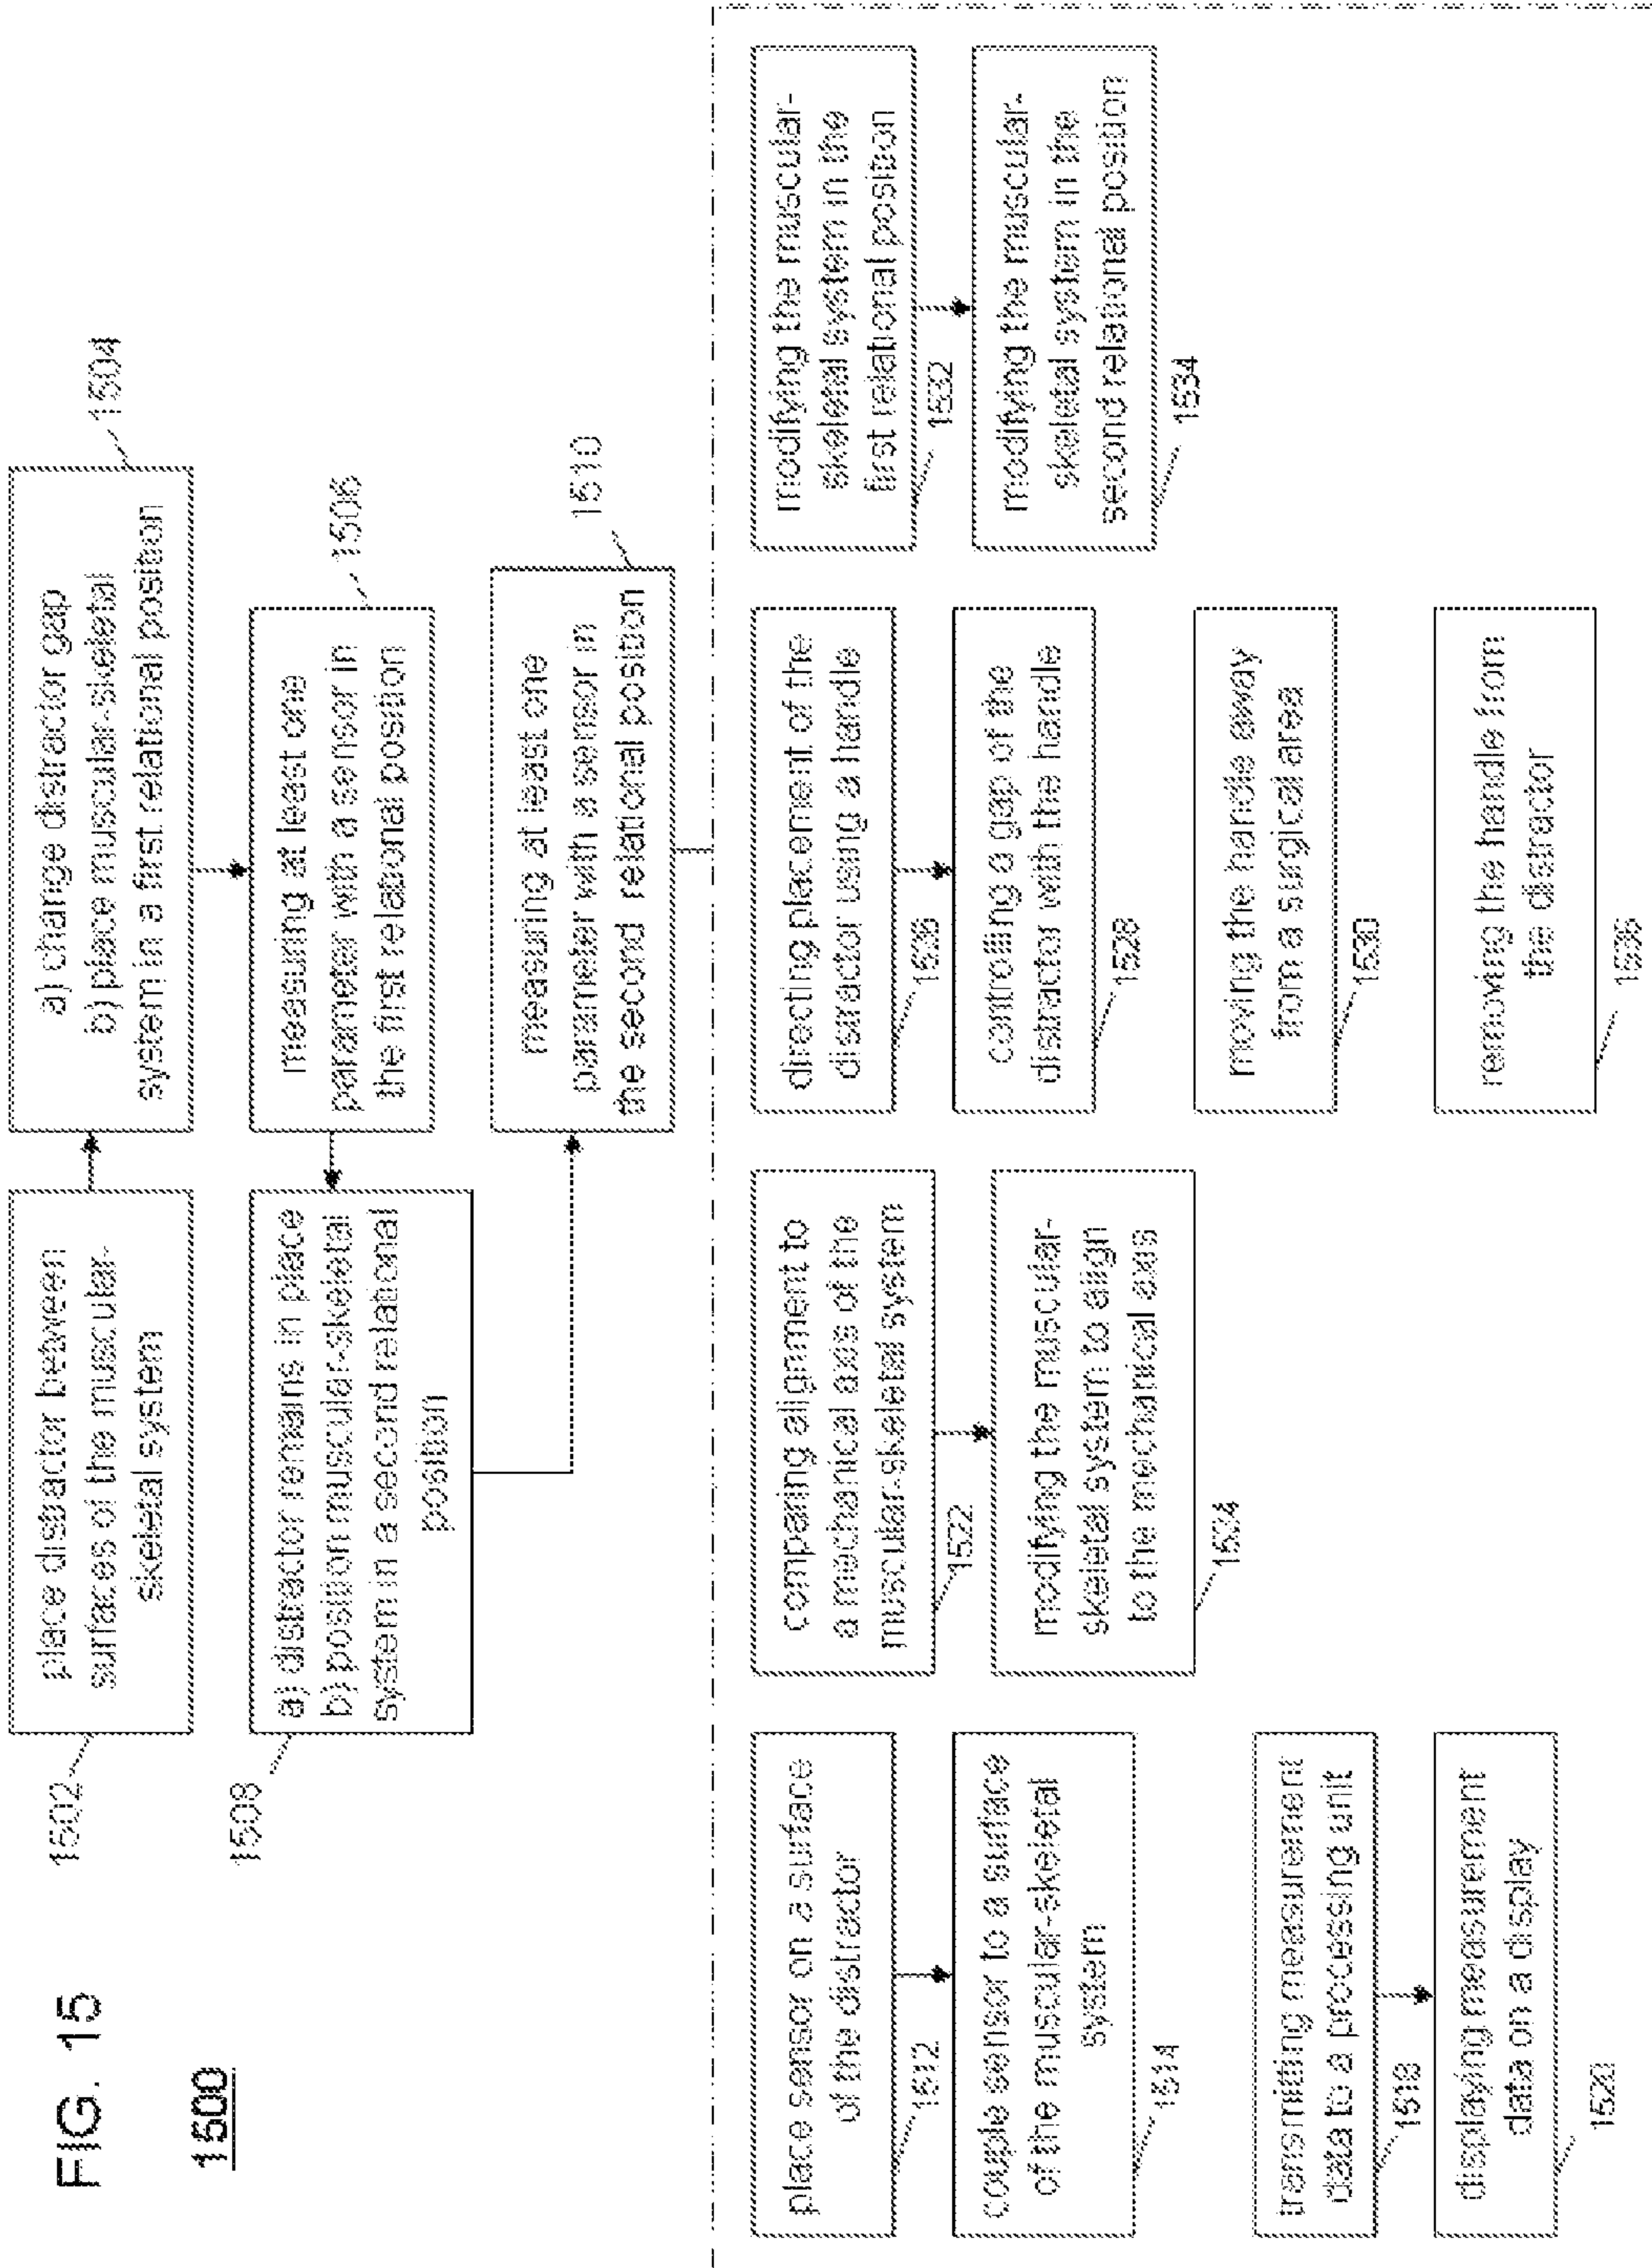 FIG. 15
1500
place distractor between
surfaces of the muscular-
skeletal system
1502
a) change distractor gap
b) place muscular-skeletal
system in a first relational position
1504
measuring at least one
parameter with a sensor in
the first relational position
1506
a) distractor remains in place
b) position muscular-skeletal
system in a second relational
position
1508
measuring at least one
parameter with a sensor in
the second relational position
1510
place sensor on a surface
of the distractor
1512
couple sensor to a surface
of the muscular-skeletal
system
1514
transmitting measurement
data to a processing unit
1518
displaying measurement
data on a display
1520
comparing alignment to
a mechanical axis of the
muscular-skeletal system
1522
modifying the muscular-
skeletal system to align
to the mechanical axis
directing placement of the
distractor using a handle
controlling a gap of the
distractor with the handle
1528
moving the handle away
from a surgical area
1530
removing the handle from
the distractor
1536
modifying the muscular-
skeletal system in the
first relational position
1532
modifying the muscular-
skeletal system in the
second relational position
1534